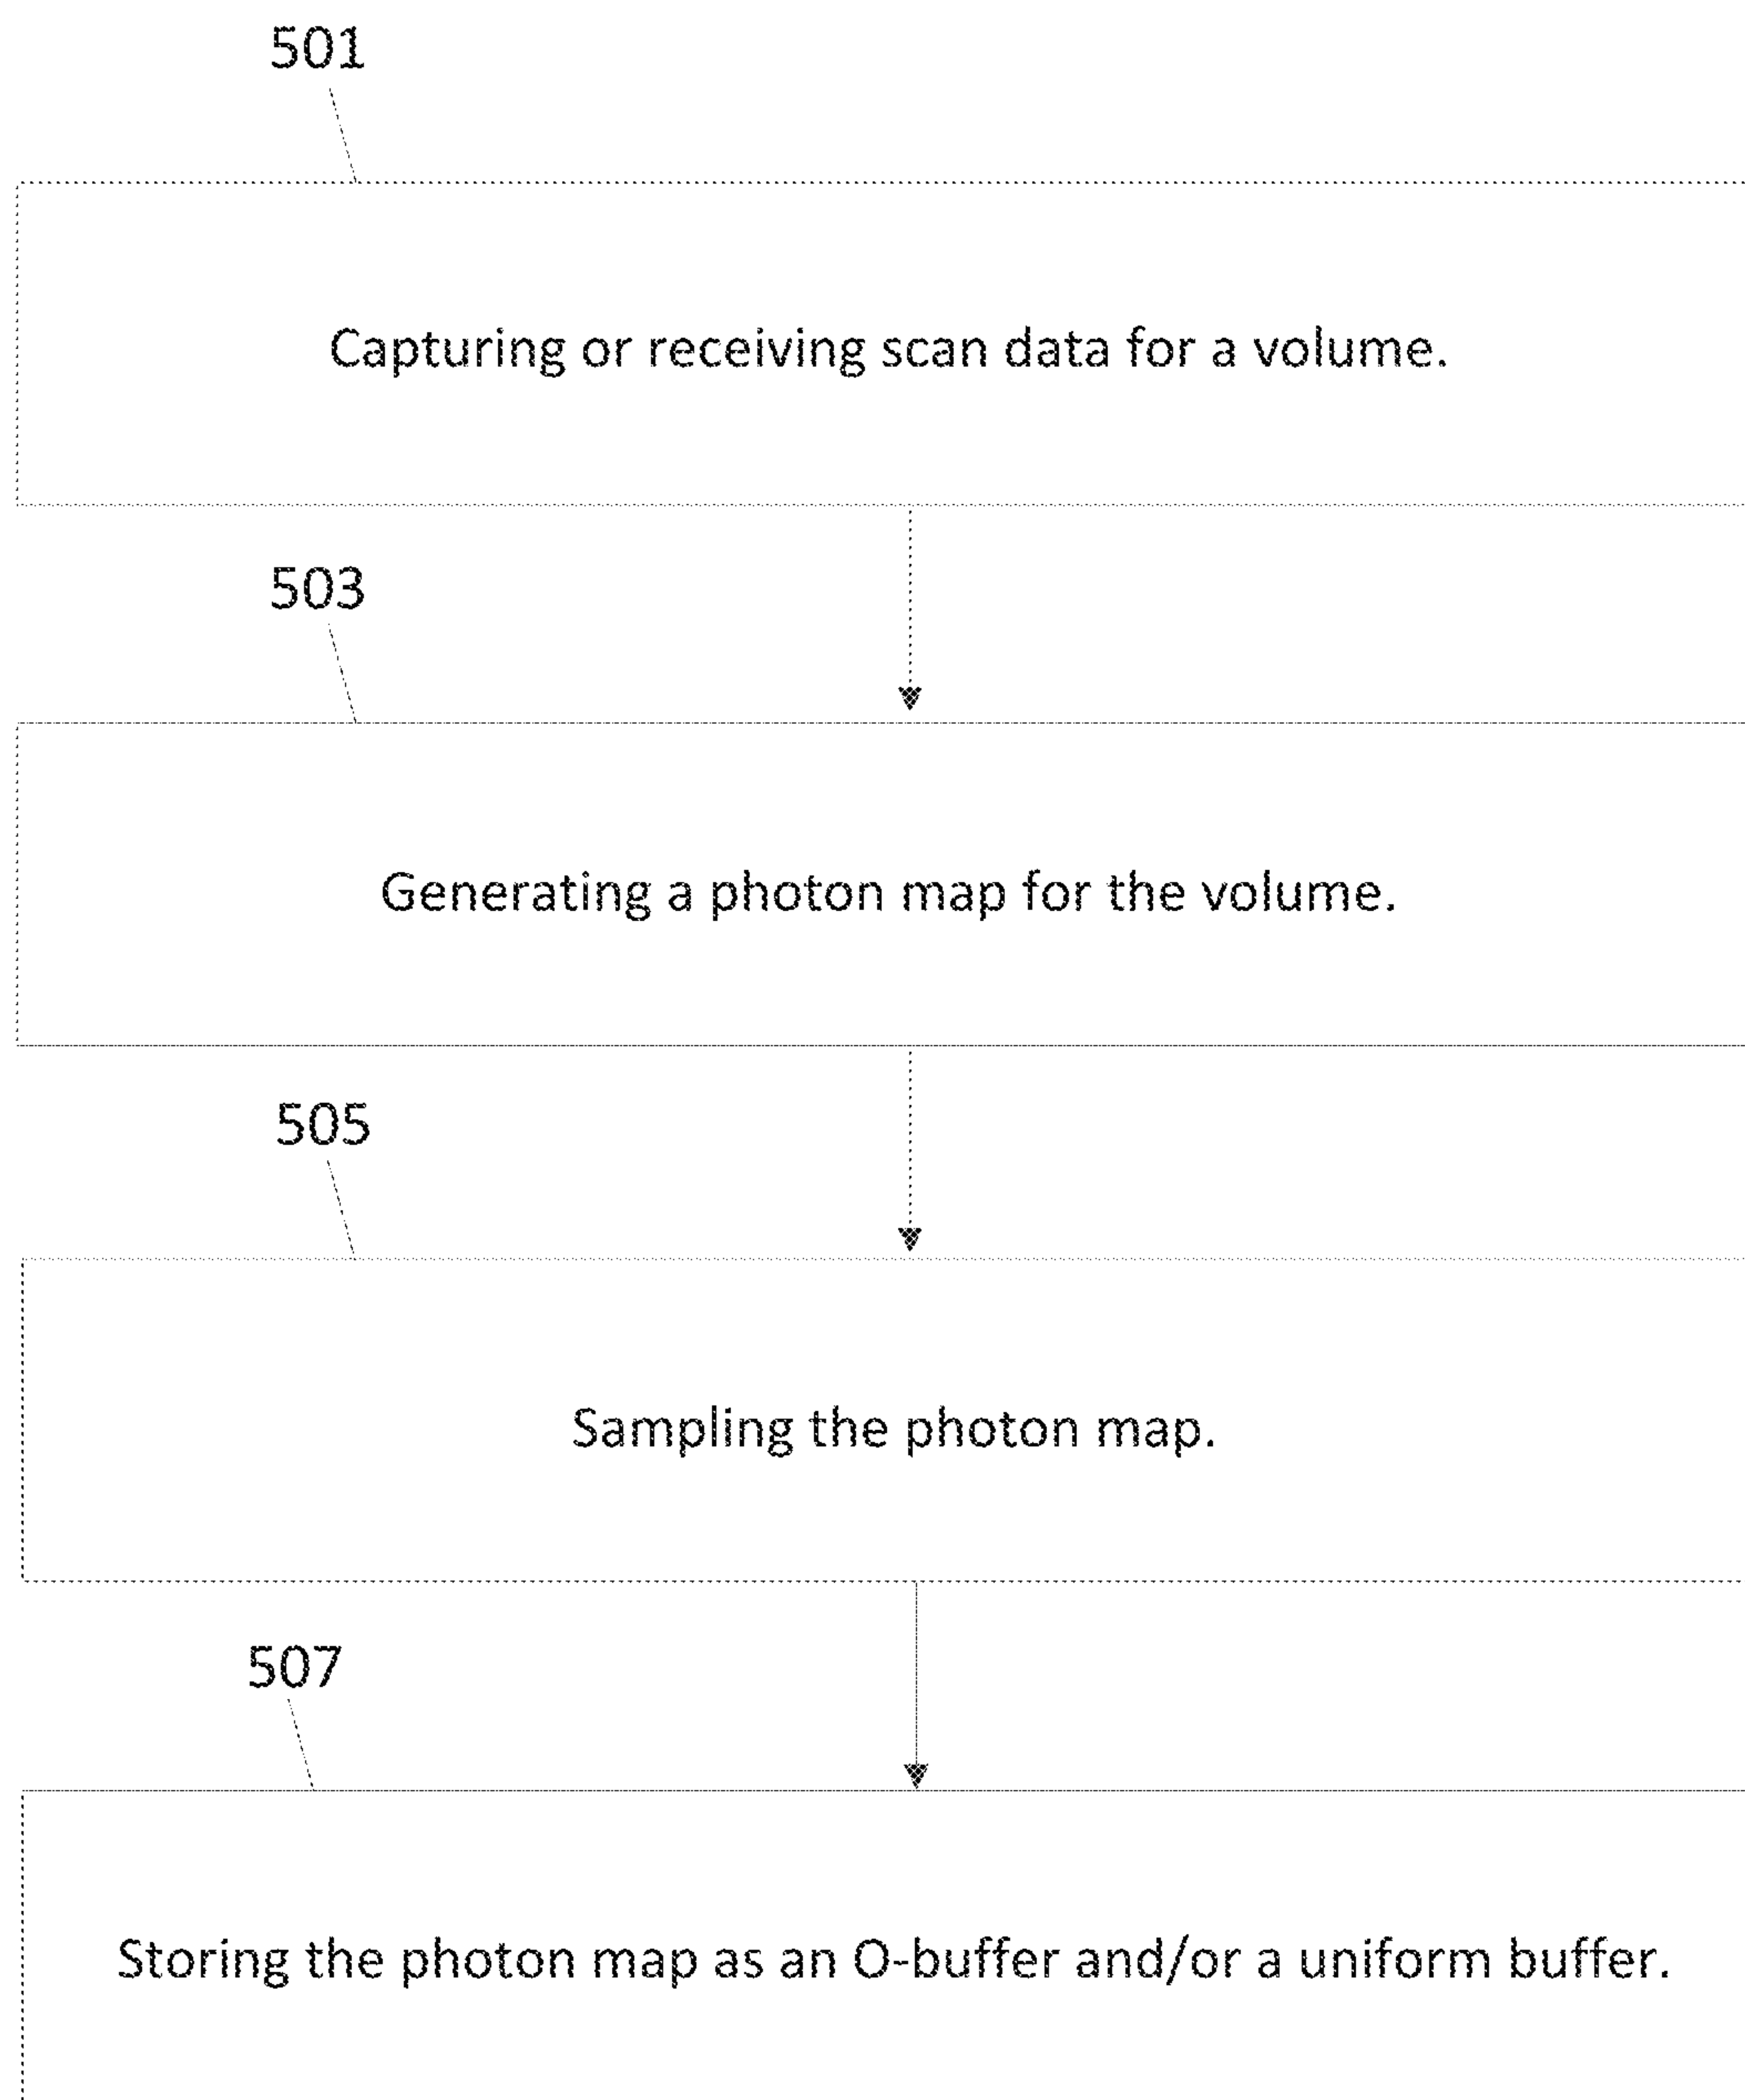 501
Capturing or receiving scan data for a volume.
503
Generating a photon map for the volume.
505
Sampling the photon map.
507
Storing the photon map as an O-buffer and/or a uniform buffer.